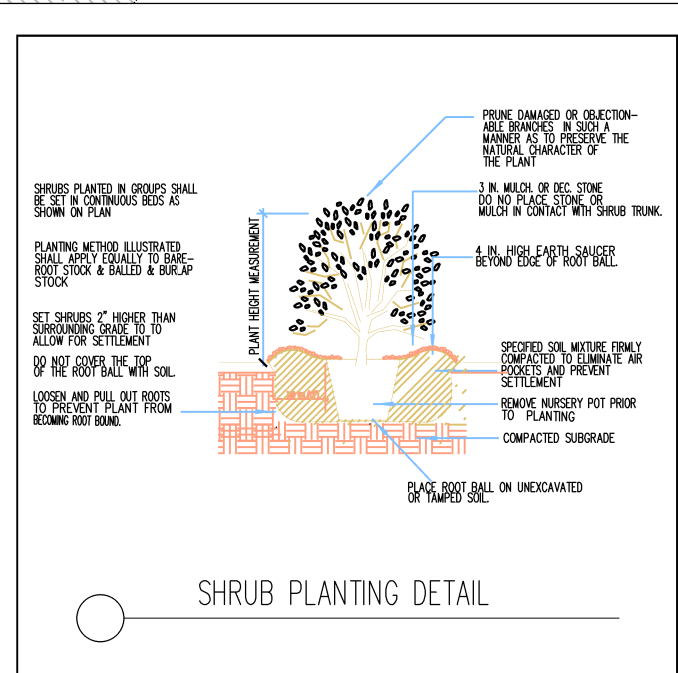 PRUNE DAMAGED OR OBJECTION-
ABLE BRANCHES IN SUCH A
MANNER AS TO PRESERVE THE
NATURAL CHARACTER OF
THE PLANT
SHRUBS PLANTED IN GROUPS SHALL
BE SET IN CONTINUOUS BEDS AS
SHOWN ON PLAN
3 IN. MULCH. OR DEC. STONE
DO NO PLACE STONE OR
MULCH IN CONTACT WITH SHRUB TRUNK.
PLANT HEIGHT MEASUREMENT
PLANTING METHOD ILLUSTRATED
SHALL APPLY EQUALLY TO BARE-
ROOT STOCK & BALLED & BURLAP
STOCK
4 IN. HIGH EARTH SAUCER
BEYOND EDGE OF ROOT BALL.
SET SHRUBS 2" HIGHER THAN
SURROUNDING GRADE TO TO
ALLOW FOR SETTLEMENT
DO NOT COVER THE TOP
OF THE ROOT BALL WITH SOIL.
SPECIFIED SOIL MIXTURE FIRMLY
COMPACTED TO ELIMINATE AIR
POCKETS AND PREVENT
SETTLEMENT
LOOSEN AND PULL OUT ROOTS
TO PREVENT PLANT FROM
BECOMING ROOT BOUND.
REMOVE NURSERY POT PRIOR
TO PLANTING
COMPACTED SUBGRADE
PLACE ROOT BALL ON UNEXCAVATED
OR TAMPED SOIL.
SHRUB PLANTING DETAIL